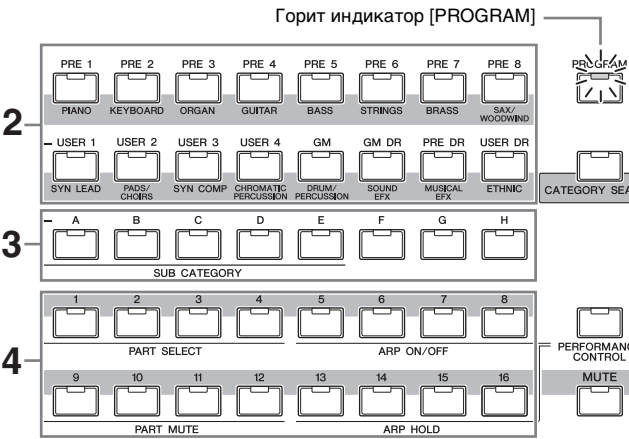 Горит индикатор [PROGRAM]
PRE 1 PRE 2 PRE 3 PRE 4 PRE 5 PRE 6 PRE 7 PRE 8 PROGRAM
PIANO KEYBOARD ORGAN GUITAR BASS STRINGS BRASS SAX/ WOODWIND
2
USER 1 USER 2 USER 3 USER 4 GM GM DR PRE DR USER DR
SYN LEAD PADS/ CHOIRS SYN COMP CHROMATIC PERCUSSION DRUM/ PERCUSSION SOUND EFX MUSICAL EFX ETHNIC CATEGORY SEA
3
A B C D E F G H
SUB CATEGORY
1 2 3 4 5 6 7 8
PART SELECT ARP ON/OFF PERFORMANC
CONTROL
4
9 10 11 12 13 14 15 16 MUTE
PART MUTE ARP HOLD